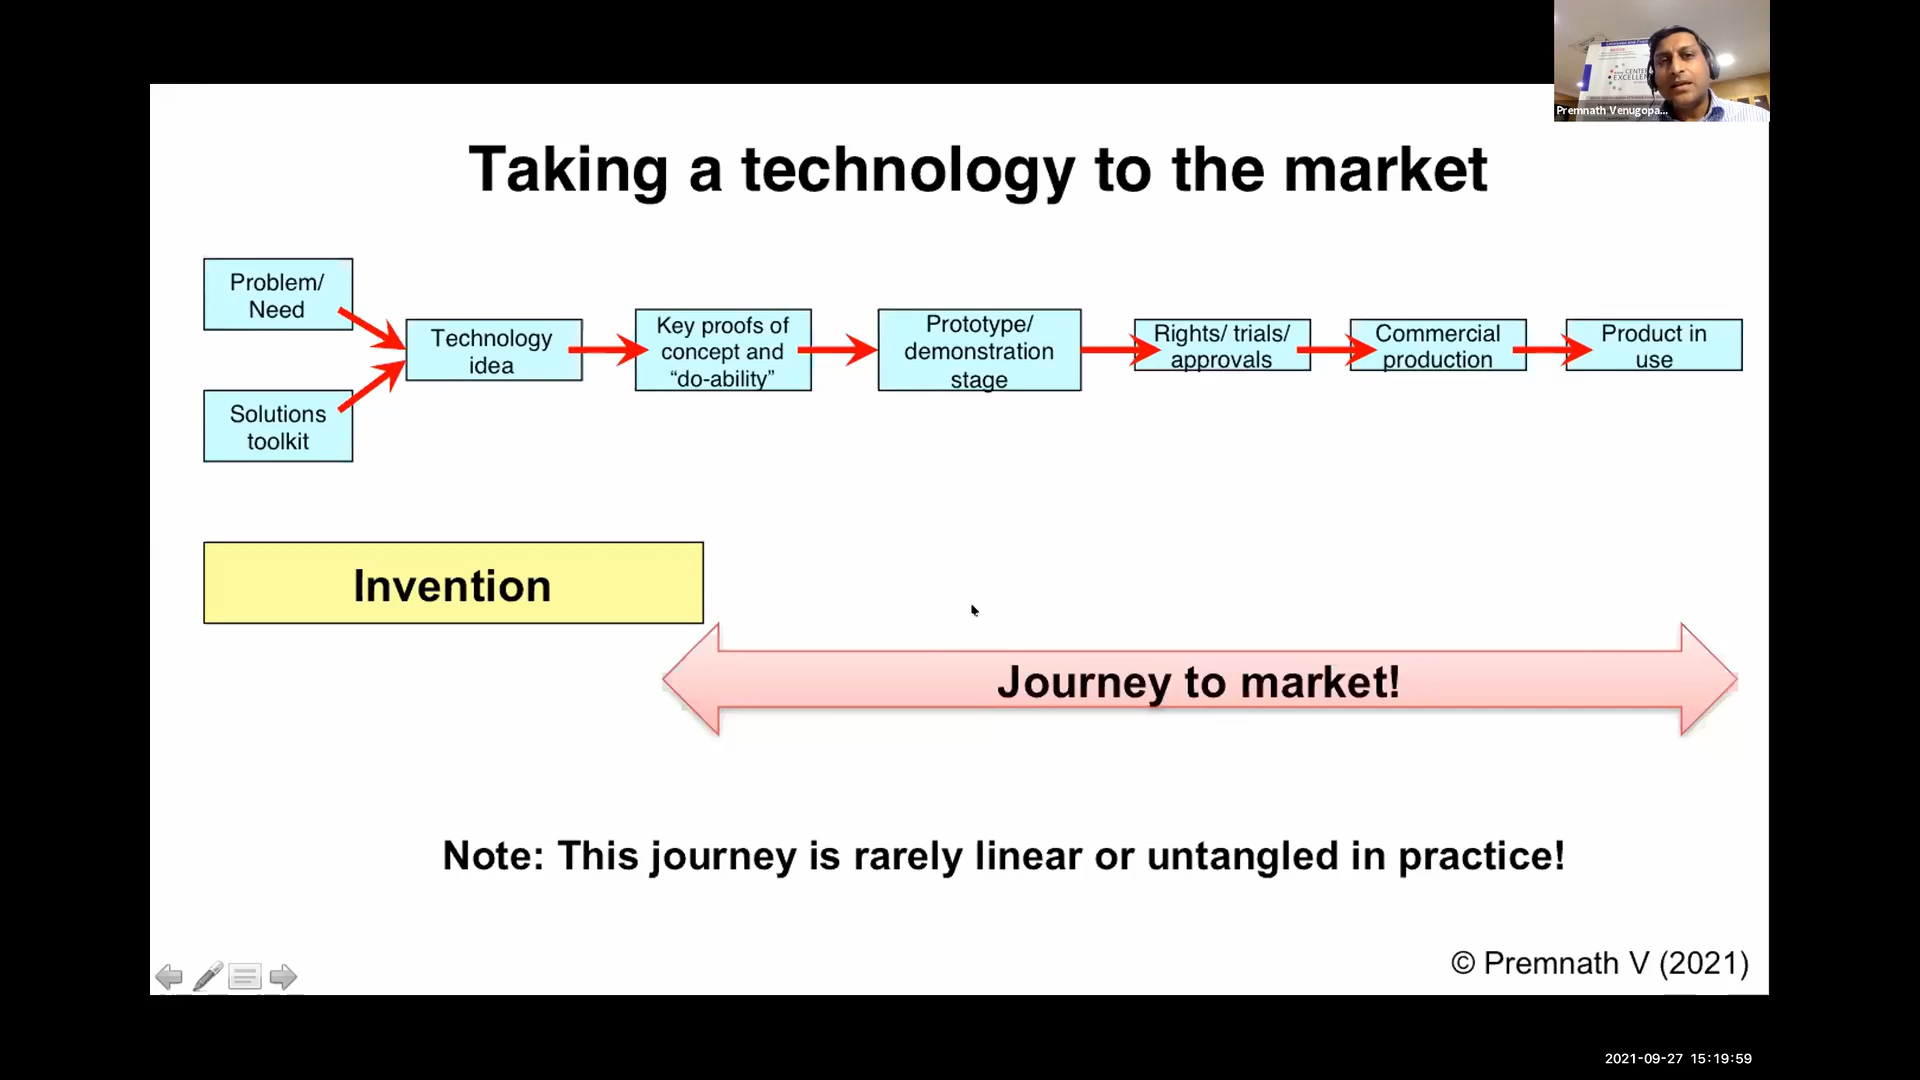 CENTER
EXCELLEN
Premnath Venugopa...
Taking a technology to the market
Problem/
Need
Solutions
toolkit
Technology
idea
Key proofs of
concept and
“do-ability”
Prototype/
demonstration
stage
Rights/ trials/
approvals
Commercial
production
Product in
use
Invention
Journey to market!
Note: This journey is rarely linear or untangled in practice!
© Premnath V (2021)
2021-09-27 15:19:59